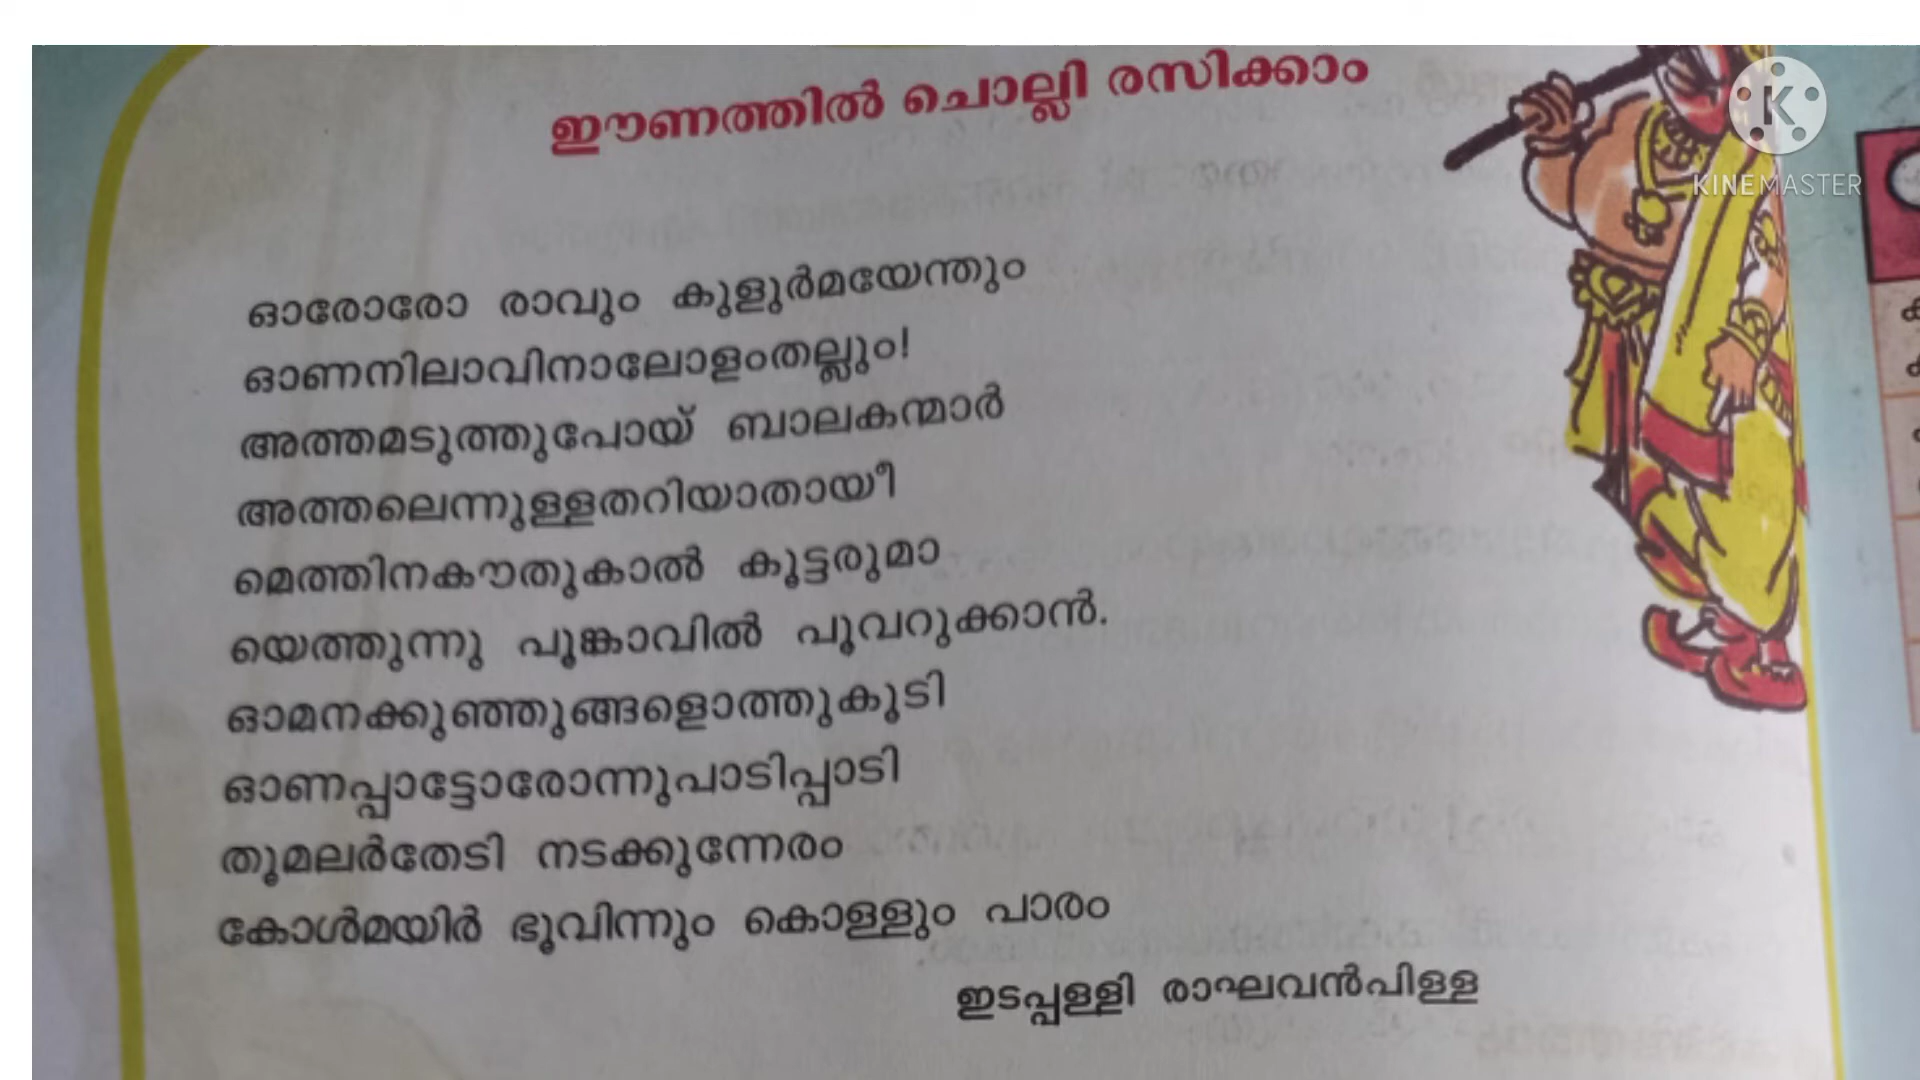 ഈണത്തിൽ ചൊല്ലി രസിക്കാം
ഓരോരോ രാവും കുളുർമയേന്തും
ഓണനിലാവിനാലോളംതല്ലും!
അത്തമടുത്തുപോയ് ബാലകന്മാർ
അത്തലെന്നുള്ളതറിയാതായീ
മെത്തിനകൗതുകാൽ കൂട്ടരുമാ
യെത്തുന്നു പൂങ്കാവിൽ പൂവറുക്കാൻ.
ഓമനക്കുഞ്ഞുങ്ങളൊത്തുകൂടി
ഓണപ്പാട്ടോരോന്നുപാടിപ്പാടി
തൂമലർതേടി നടക്കുന്നേരം
കോൾമയിർ ഭൂവിന്നും കൊള്ളും പാരം
ഇടപ്പള്ളി രാഘവൻപിള്ള
K
KINEMASTER